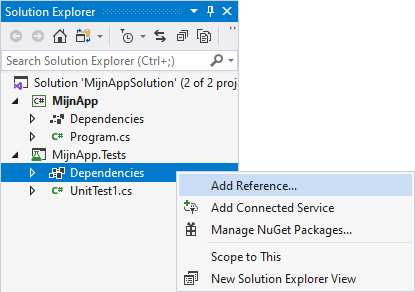 Solution Explorer
Search Solution Explorer (Ctrl+;)
Solution 'MijnAppSolution' (2 of 2 proj
C# MijnApp
Dependencies
C# Program.cs
MijnApp.Tests
Dependencies
C# UnitTest1.cs
Add Reference...
Add Connected Service
Manage NuGet Packages...
Scope to This
New Solution Explorer View